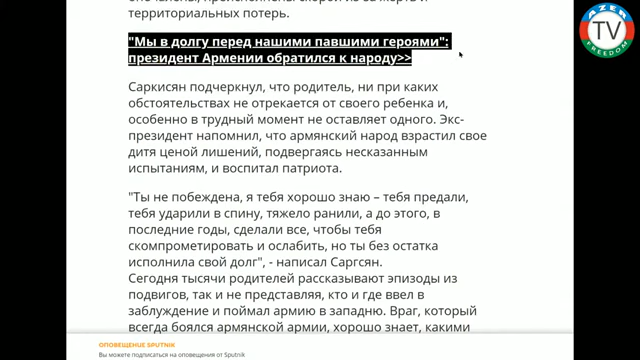 территориальных потерь.
"Мы в долгу перед нашими павшими героями":
президент Армении обратился к народу>>
Саркисян подчеркнул, что родитель, ни при каких
обстоятельствах не отрекается от своего ребенка и,
особенно в трудный момент не оставляет одного. Экс-
президент напомнил, что армянский народ взрастил свое
дитя ценой лишений, подвергаясь несказанным
испытаниям, и воспитал патриота.
"Ты не побеждена, я тебя хорошо знаю – тебя предали,
тебя ударили в спину, тяжело ранили, а до этого, в
последние годы, сделали все, чтобы тебя
скомпрометировать и ослабить, но ты без остатка
исполнила свой долг", - написал Саргсян.
Сегодня тысячи родителей рассказывают эпизоды из
подвигов, так и не представляя, кто и где ввел в
заблуждение и поймал армию в западню. Враг, который
всегда боялся армянской армии, хорошо знает, какими
ОПОВЕЩЕНИЕ SPUTNIK
Вы можете подписаться на оповещения от Sputnik
AZER
TV
FREEDOM